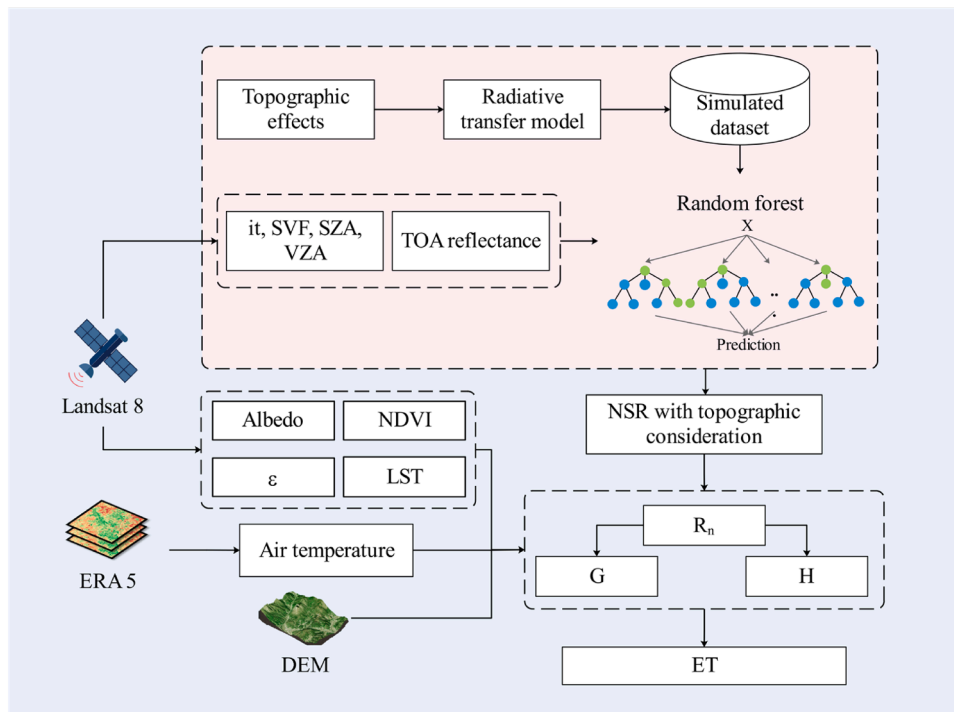 Topographic
effects
Radiative
transfer model
Simulated
dataset
it, SVF, SZA,
VZA
TOA reflectance
Random forest
X
Prediction
Landsat 8
Albedo
NDVI
ε
LST
NSR with topographic
consideration
ERA 5
Air temperature
Rn
G
H
DEM
ET